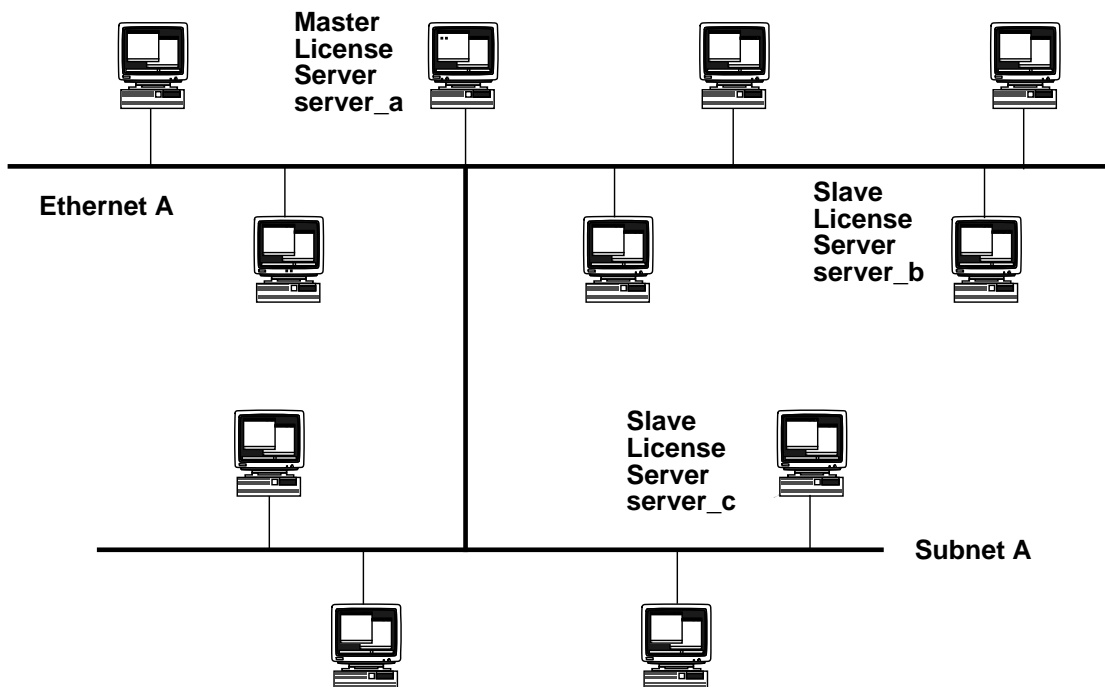 Master
License
Server
server_a
Ethernet A
Slave
License
Server
server_b
Slave
License
Server
server_c
Subnet A